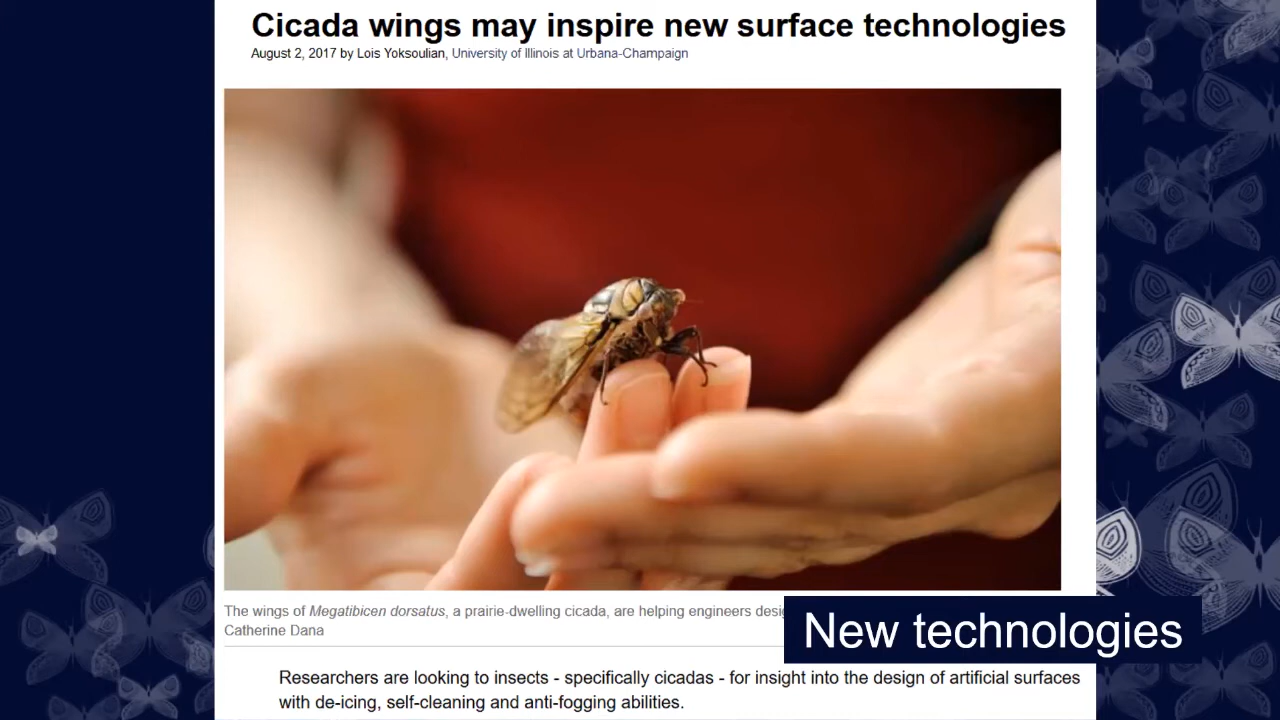 Cicada wings may inspire new surface technologies
August 2, 2017 by Lois Yoksoulian, University of Illinois at Urbana-Champaign
The wings of Megatibicen dorsatus, a prairie-dwelling cicada, are helping engineers
Catherine Dana
New technologies
Researchers are looking to insects - specifically cicadas - for insight into the design of artificial surfaces
with de-icing, self-cleaning and anti-fogging abilities.